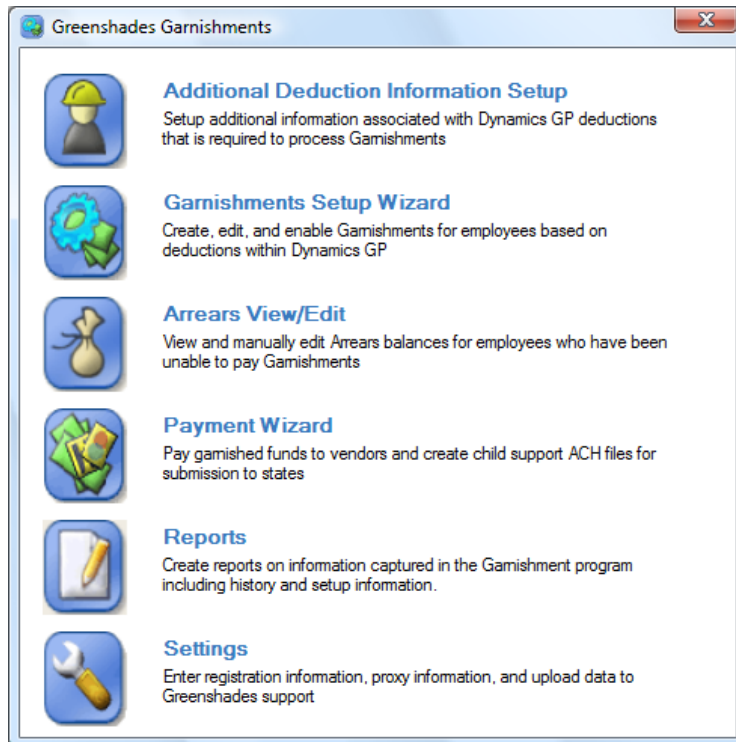 Greenshades Garnishments
Additional Deduction Information Setup
Setup additional information associated with Dynamics GP deductions
that is required to process Garnishments
Garnishments Setup Wizard
Create, edit, and enable Garnishments for employees based on
deductions within Dynamics GP
Arrears View/Edit
View and manually edit Arrears balances for employees who have been
unable to pay Garnishments
Payment Wizard
Pay garnished funds to vendors and create child support ACH files for
submission to states
Reports
Create reports on information captured in the Garnishment program
including history and setup information.
Settings
Enter registration information, proxy information, and upload data to
Greenshades support